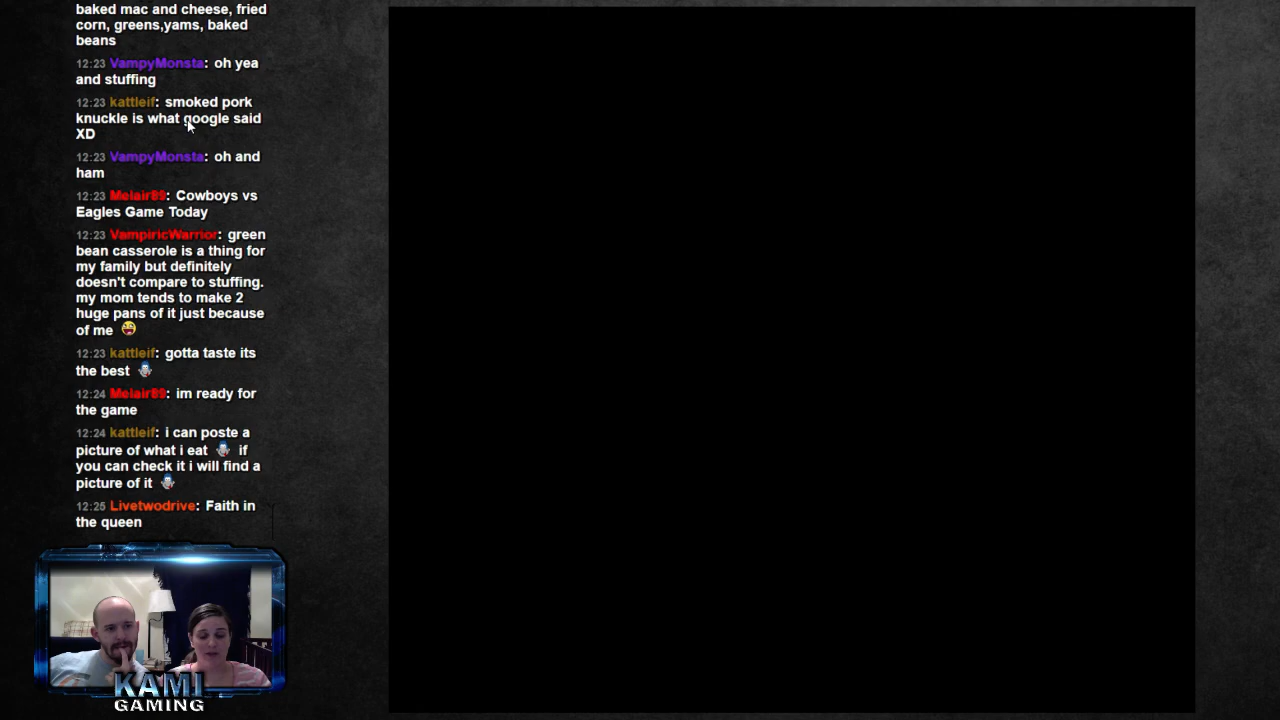 baked mac and cheese, fried
corn, greens,yams, baked
beans
12:23 VampyMonsta: oh yea
and stuffing
12:23 kattleif: smoked pork
knuckle is what google said
XD
12:23 VampyMonsta: oh and
ham
12:23 Melair89: Cowboys vs
Eagles Game Today
12:23 VampiricWarrior: green
bean casserole is a thing for
my family but definitely
doesn't compare to stuffing.
my mom tends to make 2
huge pans of it just because
of me
12:23 kattleif: gotta taste its
the best
12:24 Melair89: im ready for
the game
12:24 kattleif: i can poste a
picture of what i eat if
you can check it i will find a
picture of it
12:25 Livetwodrive: Faith in
the queen
KAMI
GAMING